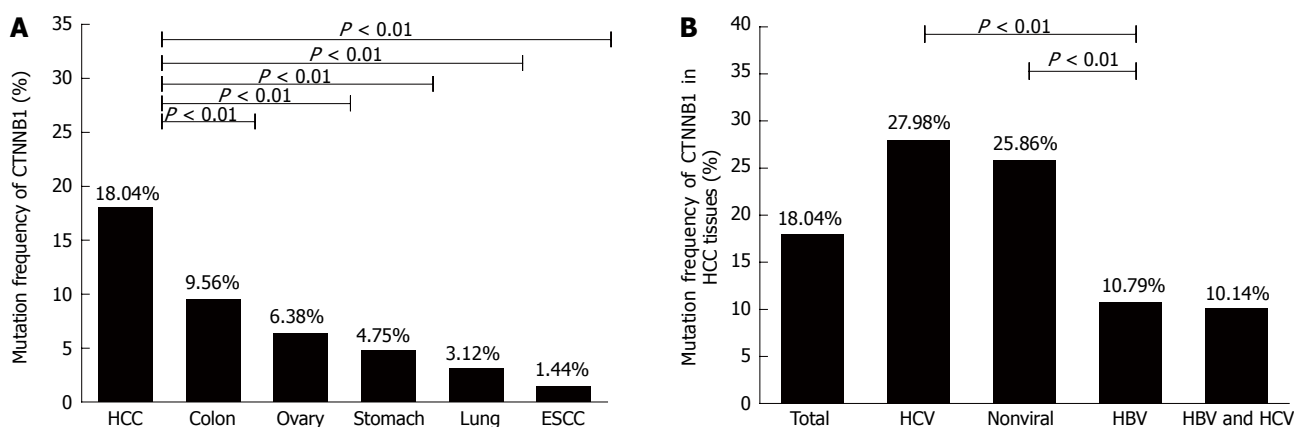 A
Mutation frequency of CTNNB1 (%)
35
30
25
20
15
10
5
0
P < 0.01
P < 0.01
P < 0.01
P < 0.01
P < 0.01
18.04%
9.56%
6.38%
4.75%
3.12%
1.44%
HCC
Colon
Ovary
Stomach
Lung
ESCC
B
Mutation frequency of CTNNB1 in
HCC tissues (%)
40
35
30
25
20
15
10
5
0
P < 0.01
P < 0.01
18.04%
27.98%
25.86%
10.79%
10.14%
Total
HCV
Nonviral
HBV
HBV and HCV